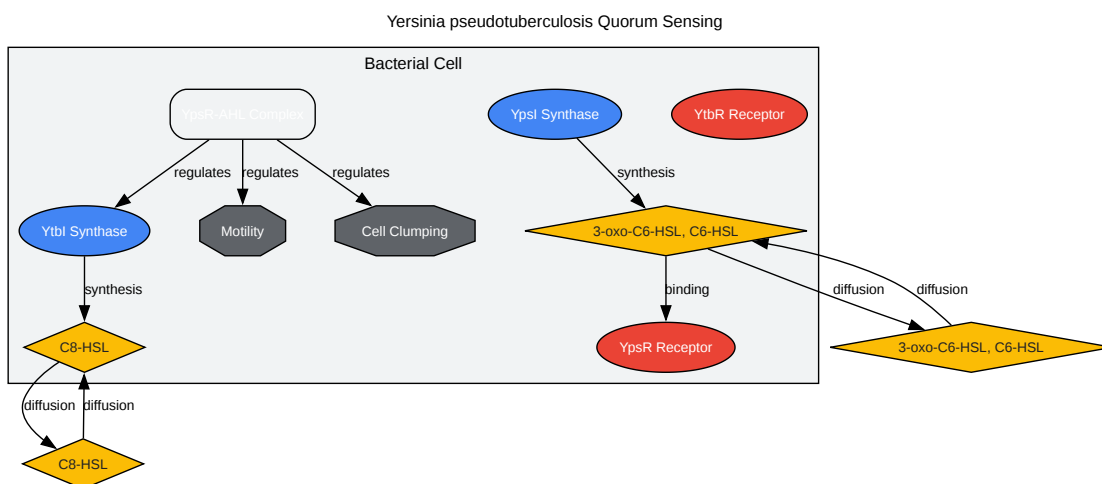 Yersinia pseudotuberculosis Quorum Sensing
Bacterial Cell
YpsR-AHL Complex
YpsI Synthase
YtbR Receptor
regulates
regulates
regulates
synthesis
YtbI Synthase
Motility
Cell Clumping
3-oxo-C6-HSL, C6-HSL
synthesis
binding
diffusion
diffusion
C8-HSL
YpsR Receptor
3-oxo-C6-HSL, C6-HSL
diffusion
diffusion
C8-HSL